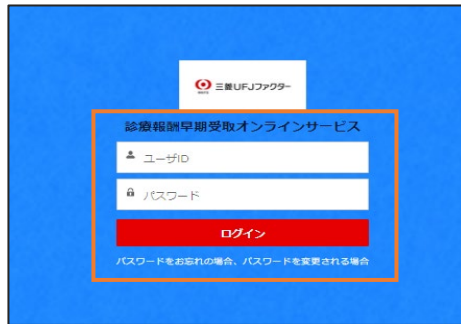 三菱UFJファクター
診療報酬早期受取オンラインサービス
ユーザID
パスワード
ログイン
パスワードをお忘れの場合、パスワードを変更される場合